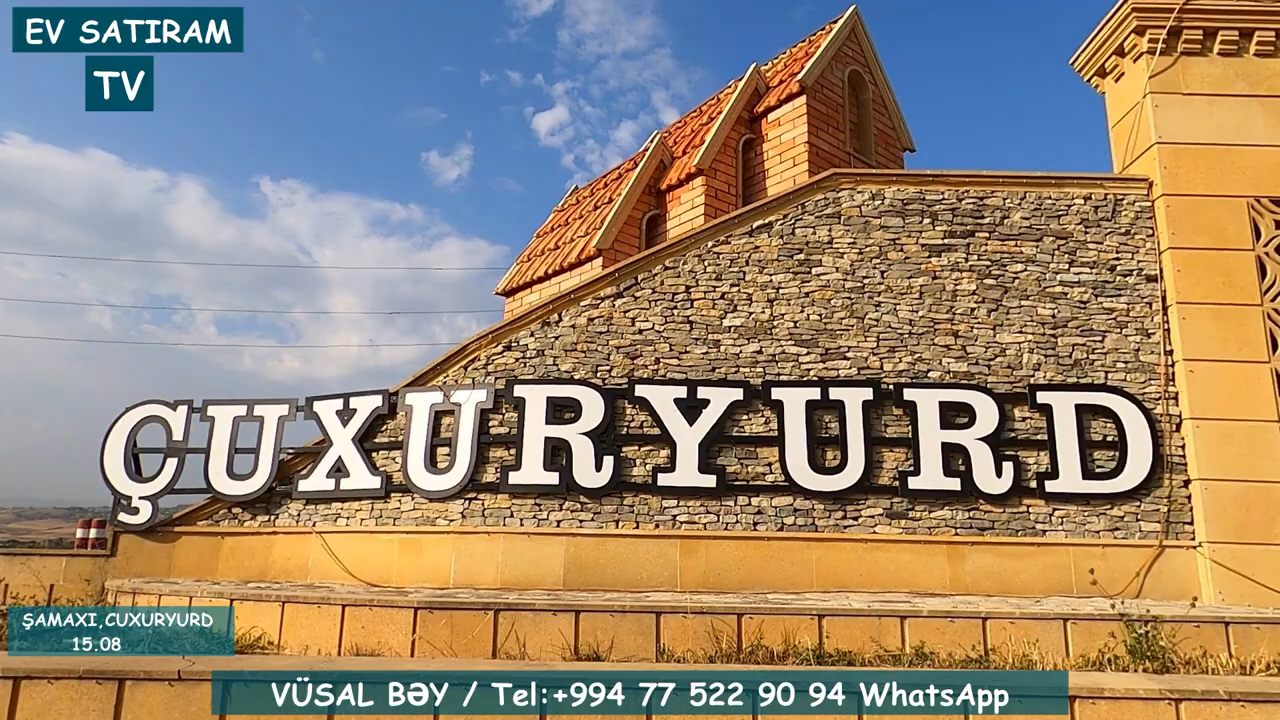 EV SATIRAM
TV
ÇUXURYURD
ŞAMAXI,CUXURYURD
15.08
VÜSAL BƏY / Tel:+994 77 522 90 94 WhatsApp